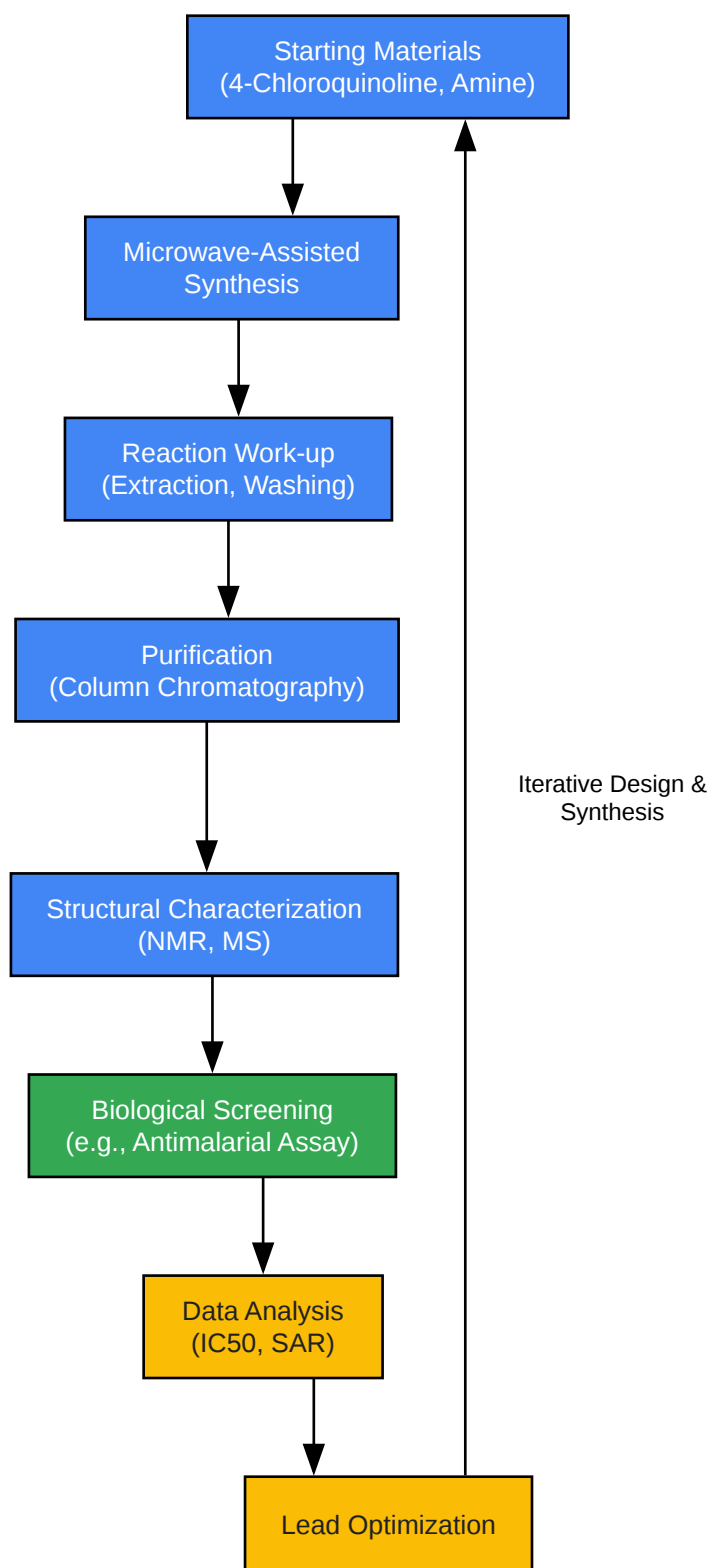 Starting Materials
(4-Chloroquinoline, Amine)
Microwave-Assisted
Synthesis
Reaction Work-up
(Extraction, Washing)
Purification
(Column Chromatography)
Iterative Design &
Synthesis
Structural Characterization
(NMR, MS)
Biological Screening
(e.g., Antimalarial Assay)
Data Analysis
(IC50, SAR)
Lead Optimization